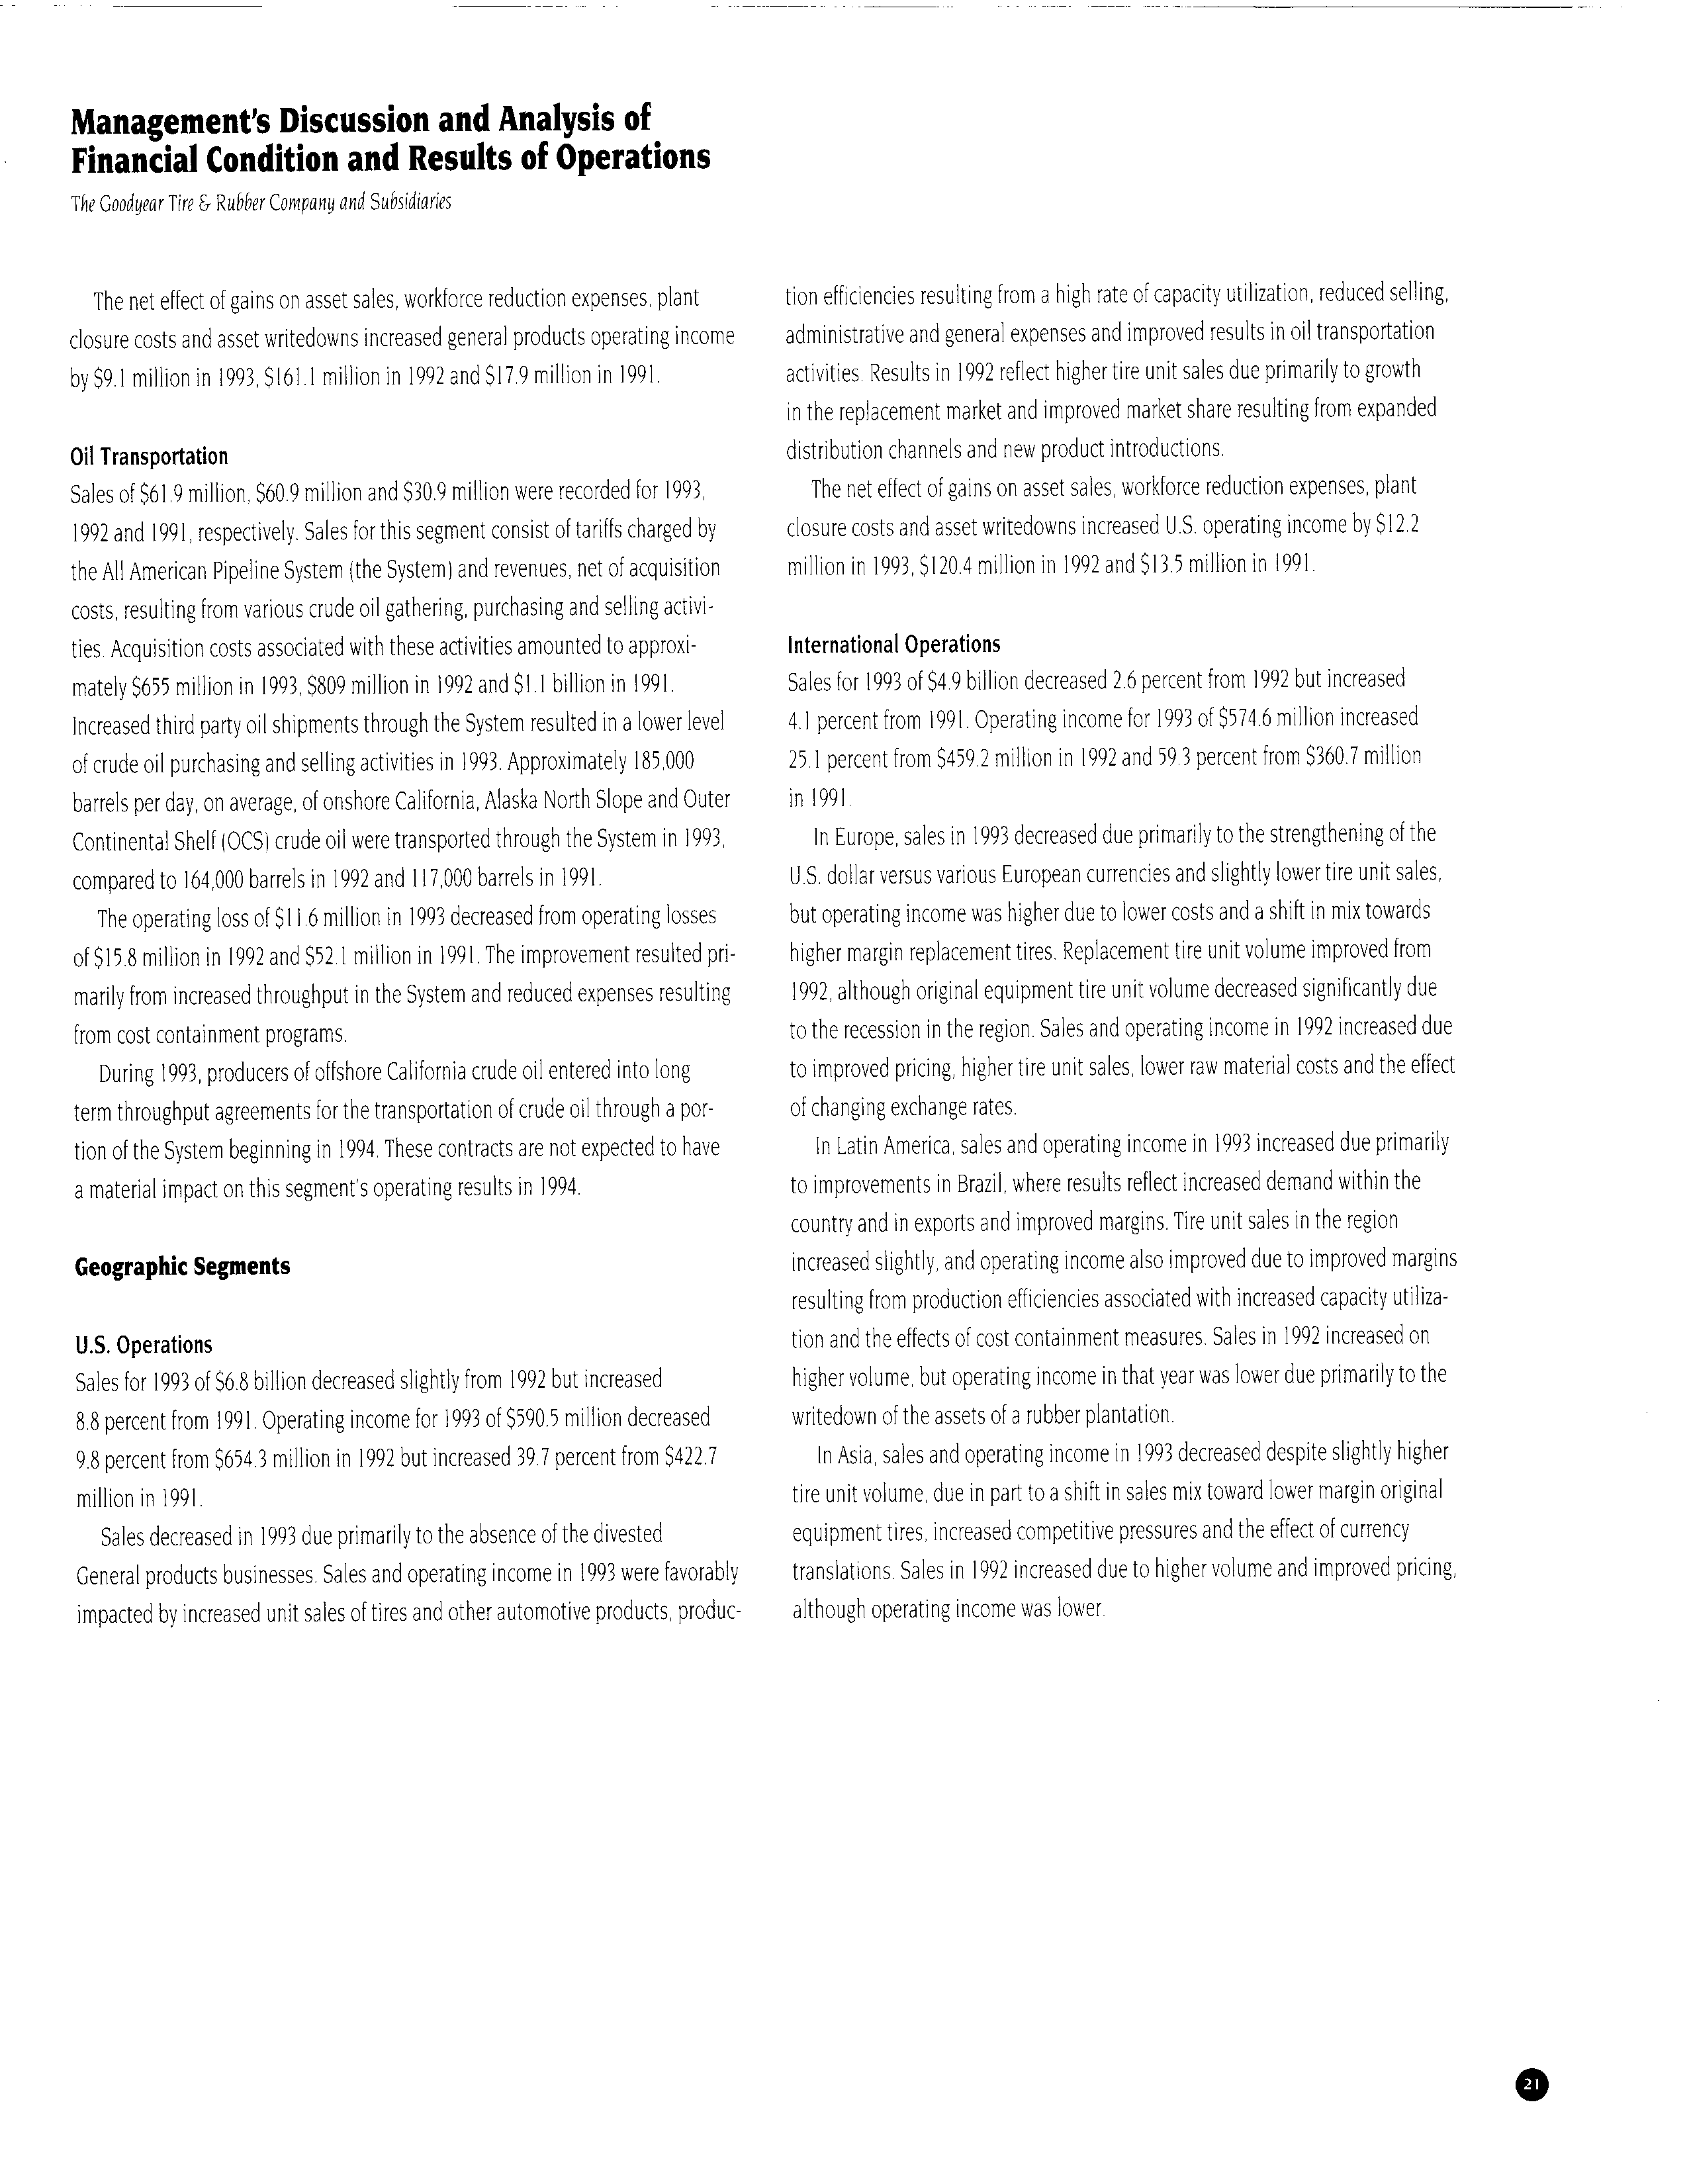 Management's Discussion and Analysis of
Financial Condition and Results of Operations
The Goodyear Tire & Rubber Company and Subsidiaries
The net effect of gains on asset sales, workforce reduction expenses, plant
closure costs and asset writedowns increased general products operating income
by $9.1 million in 1993, $161.1 million in 1992 and $17.9 million in 1991.
Oil Transportation
Sales of $61.9 million, $60.9 million and $30.9 million were recorded for 1993,
1992 and 1991, respectively. Sales for this segment consist of tariffs charged by
the All American Pipeline System (the System) and revenues, net of acquisition
costs, resulting from various crude oil gathering, purchasing and selling activi-
ties. Acquisition costs associated with these activities amounted to approxi-
mately $655 million in 1993, $809 million in 1992 and $1.1 billion in 1991.
Increased third party oil shipments through the System resulted in a lower level
of crude oil purchasing and selling activities in 1993. Approximately 185,000
barrels per day, on average, of onshore California, Alaska North Slope and Outer
Continental Shelf (OCS) crude oil were transported through the System in 1993,
compared to 164,000 barrels in 1992 and 117,000 barrels in 1991.
The operating loss of $11.6 million in 1993 decreased from operating losses
of $15.8 million in 1992 and $52.1 million in 1991. The improvement resulted pri-
marily from increased throughput in the System and reduced expenses resulting
from cost containment programs.
During 1993, producers of offshore California crude oil entered into long
term throughput agreements for the transportation of crude oil through a por-
tion of the System beginning in 1994. These contracts are not expected to have
a material impact on this segment's operating results in 1994.
Geographic Segments
U.S. Operations
Sales for 1993 of $6.8 billion decreased slightly from 1992 but increased
8.8 percent from 1991. Operating income for 1993 of $590.5 million decreased
9.8 percent from $654.3 million in 1992 but increased 39.7 percent from $422.7
million in 1991.
Sales decreased in 1993 due primarily to the absence of the divested
General products businesses. Sales and operating income in 1993 were favorably
impacted by increased unit sales of tires and other automotive products, produc-
tion efficiencies resulting from a high rate of capacity utilization, reduced selling,
administrative and general expenses and improved results in oil transportation
activities. Results in 1992 reflect higher tire unit sales due primarily to growth
in the replacement market and improved market share resulting from expanded
distribution channels and new product introductions.
The net effect of gains on asset sales, workforce reduction expenses, plant
closure costs and asset writedowns increased U.S. operating income by $12.2
million in 1993, $120.4 million in 1992 and $13.5 million in 1991.
International Operations
Sales for 1993 of $4.9 billion decreased 2.6 percent from 1992 but increased
4.1 percent from 1991. Operating income for 1993 of $574.6 million increased
25.1 percent from $459.2 million in 1992 and 59.3 percent from $360.7 million
in 1991.
In Europe, sales in 1993 decreased due primarily to the strengthening of the
U.S. dollar versus various European currencies and slightly lower tire unit sales,
but operating income was higher due to lower costs and a shift in mix towards
higher margin replacement tires. Replacement tire unit volume improved from
1992, although original equipment tire unit volume decreased significantly due
to the recession in the region. Sales and operating income in 1992 increased due
to improved pricing, higher tire unit sales, lower raw material costs and the effect
of changing exchange rates.
In Latin America, sales and operating income in 1993 increased due primarily
to improvements in Brazil, where results reflect increased demand within the
country and in exports and improved margins. Tire unit sales in the region
increased slightly, and operating income also improved due to improved margins
resulting from production efficiencies associated with increased capacity utiliza-
tion and the effects of cost containment measures. Sales in 1992 increased on
higher volume, but operating income in that year was lower due primarily to the
writedown of the assets of a rubber plantation.
In Asia, sales and operating income in 1993 decreased despite slightly higher
tire unit volume, due in part to a shift in sales mix toward lower margin original
equipment tires, increased competitive pressures and the effect of currency
translations. Sales in 1992 increased due to higher volume and improved pricing,
although operating income was lower.
21